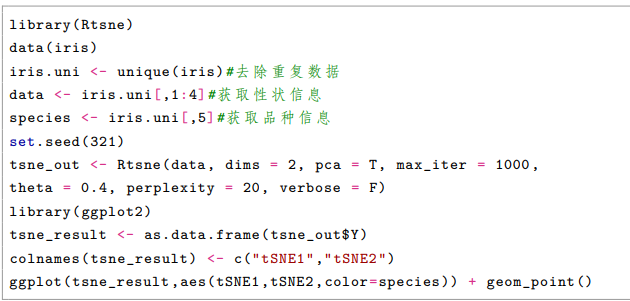 library(Rtsne)
data(iris)
iris.uni <- unique(iris)#去除重复数据
data <- iris.uni[,1:4]#获取性状信息
species <- iris.uni[,5]#获取品种信息
set.seed(321)
tsne_out <- Rtsne(data, dims = 2, pca = T, max_iter = 1000,
theta = 0.4, perplexity = 20, verbose = F)
library(ggplot2)
tsne_result <- as.data.frame(tsne_out$Y)
colnames(tsne_result) <- c("tSNE1","tSNE2")
ggplot(tsne_result,aes(tSNE1,tSNE2,color=species)) + geom_point()